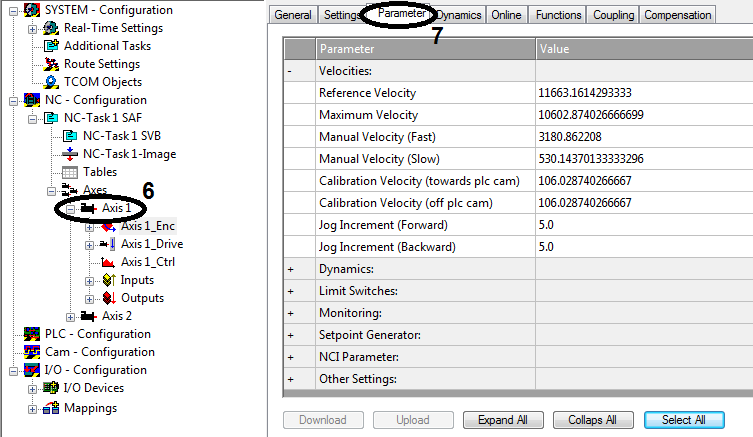 SYSTEM - Configuration
Real-Time Settings
Additional Tasks
Route Settings
TCOM Objects
NC - Configuration
NC-Task 1 SAF
NC-Task 1 SVB
NC-Task 1-Image
Tables
Axes 6
Axis 1
Axis 1_Enc
Axis 1_Drive
Axis 1_Ctrl
Inputs
Outputs
Axis 2
PLC - Configuration
Cam - Configuration
I/O - Configuration
I/O Devices
Mappings
General Settings Parameter Dynamics Online Functions Coupling Compensation
7
Parameter Value
- Velocities:
Reference Velocity 11663.1614293333
Maximum Velocity 10602.874026666699
Manual Velocity (Fast) 3180.862208
Manual Velocity (Slow) 530.14370133333296
Calibration Velocity (towards plc cam) 106.028740266667
Calibration Velocity (off plc cam) 106.028740266667
Jog Increment (Forward) 5.0
Jog Increment (Backward) 5.0
+ Dynamics:
+ Limit Switches:
+ Monitoring:
+ Setpoint Generator:
+ NCI Parameter:
+ Other Settings:
Download Upload Expand All Collaps All Select All